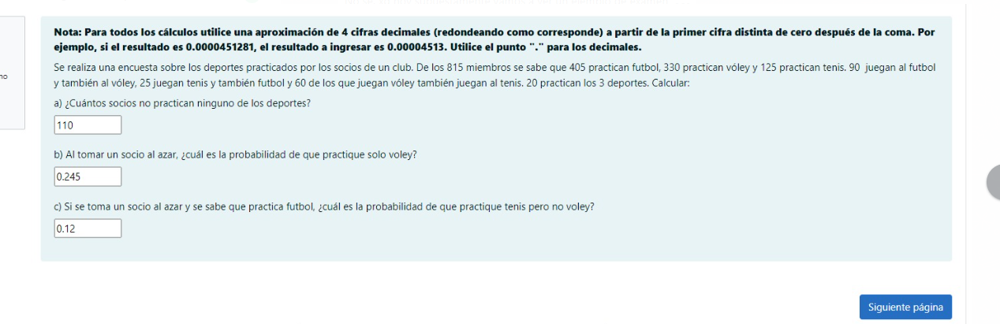 no
Nota: Para todos los cálculos utilice una aproximación de 4 cifras decimales (redondeando como corresponde) a partir de la primer cifra distinta de cero después de la coma. Por
ejemplo, si el resultado es 0.0000451281, el resultado a ingresar es 0.00004513. Utilice el punto "." para los decimales.
Se realiza una encuesta sobre los deportes practicados por los socios de un club. De los 815 miembros se sabe que 405 practican futbol, 330 practican vóley y 125 practican tenis. 90 juegan al futbol
y también al vóley, 25 juegan tenis y también futbol y 60 de los que juegan vóley también juegan al tenis. 20 practican los 3 deportes. Calcular:
a) ¿Cuántos socios no practican ninguno de los deportes?
110
b) Al tomar un socio al azar, ¿cuál es la probabilidad de que practique solo voley?
0.245
c) Si se toma un socio al azar y se sabe que practica futbol, ¿cuál es la probabilidad de que practique tenis pero no voley?
0.12
Siguiente página